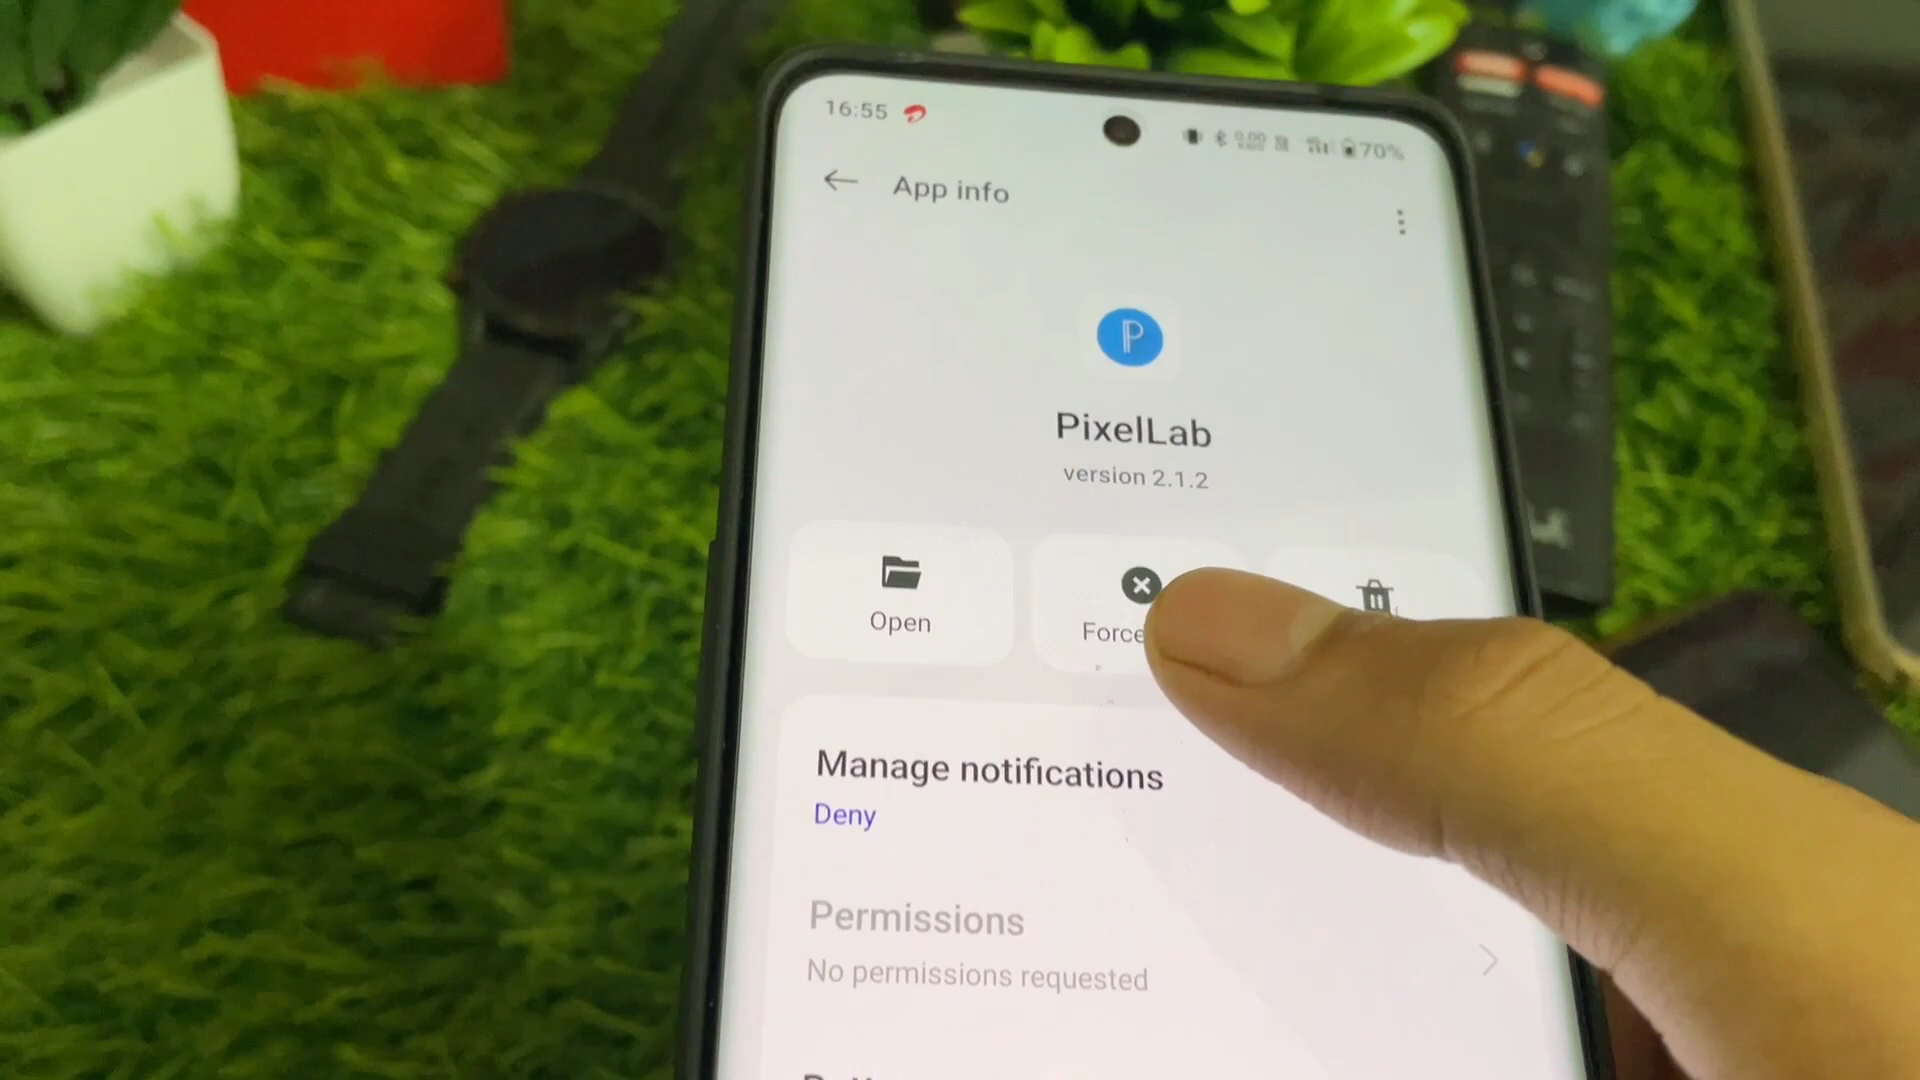 16:55
70%
App info
P
PixelLab
version 2.1.2
Open
Force
Manage notifications
Deny
Permissions
No permissions requested